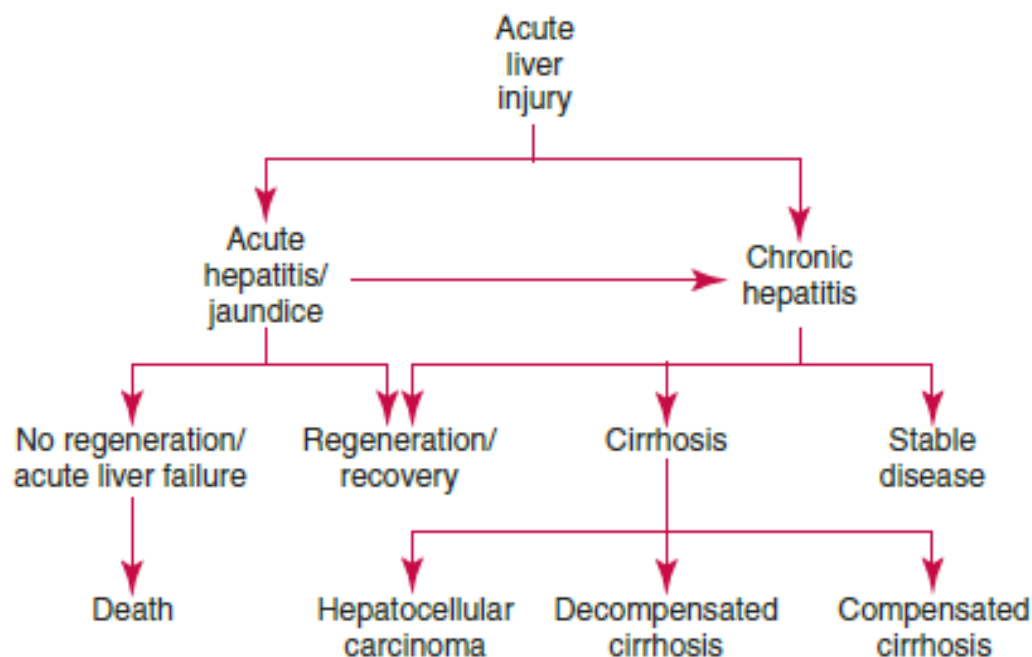 Acute
liver
injury
Acute
hepatitis/
jaundice
Chronic
hepatitis
No regeneration/
acute liver failure
Regeneration/
recovery
Cirrhosis
Stable
disease
Death
Hepatocellular
carcinoma
Decompensated
cirrhosis
Compensated
cirrhosis